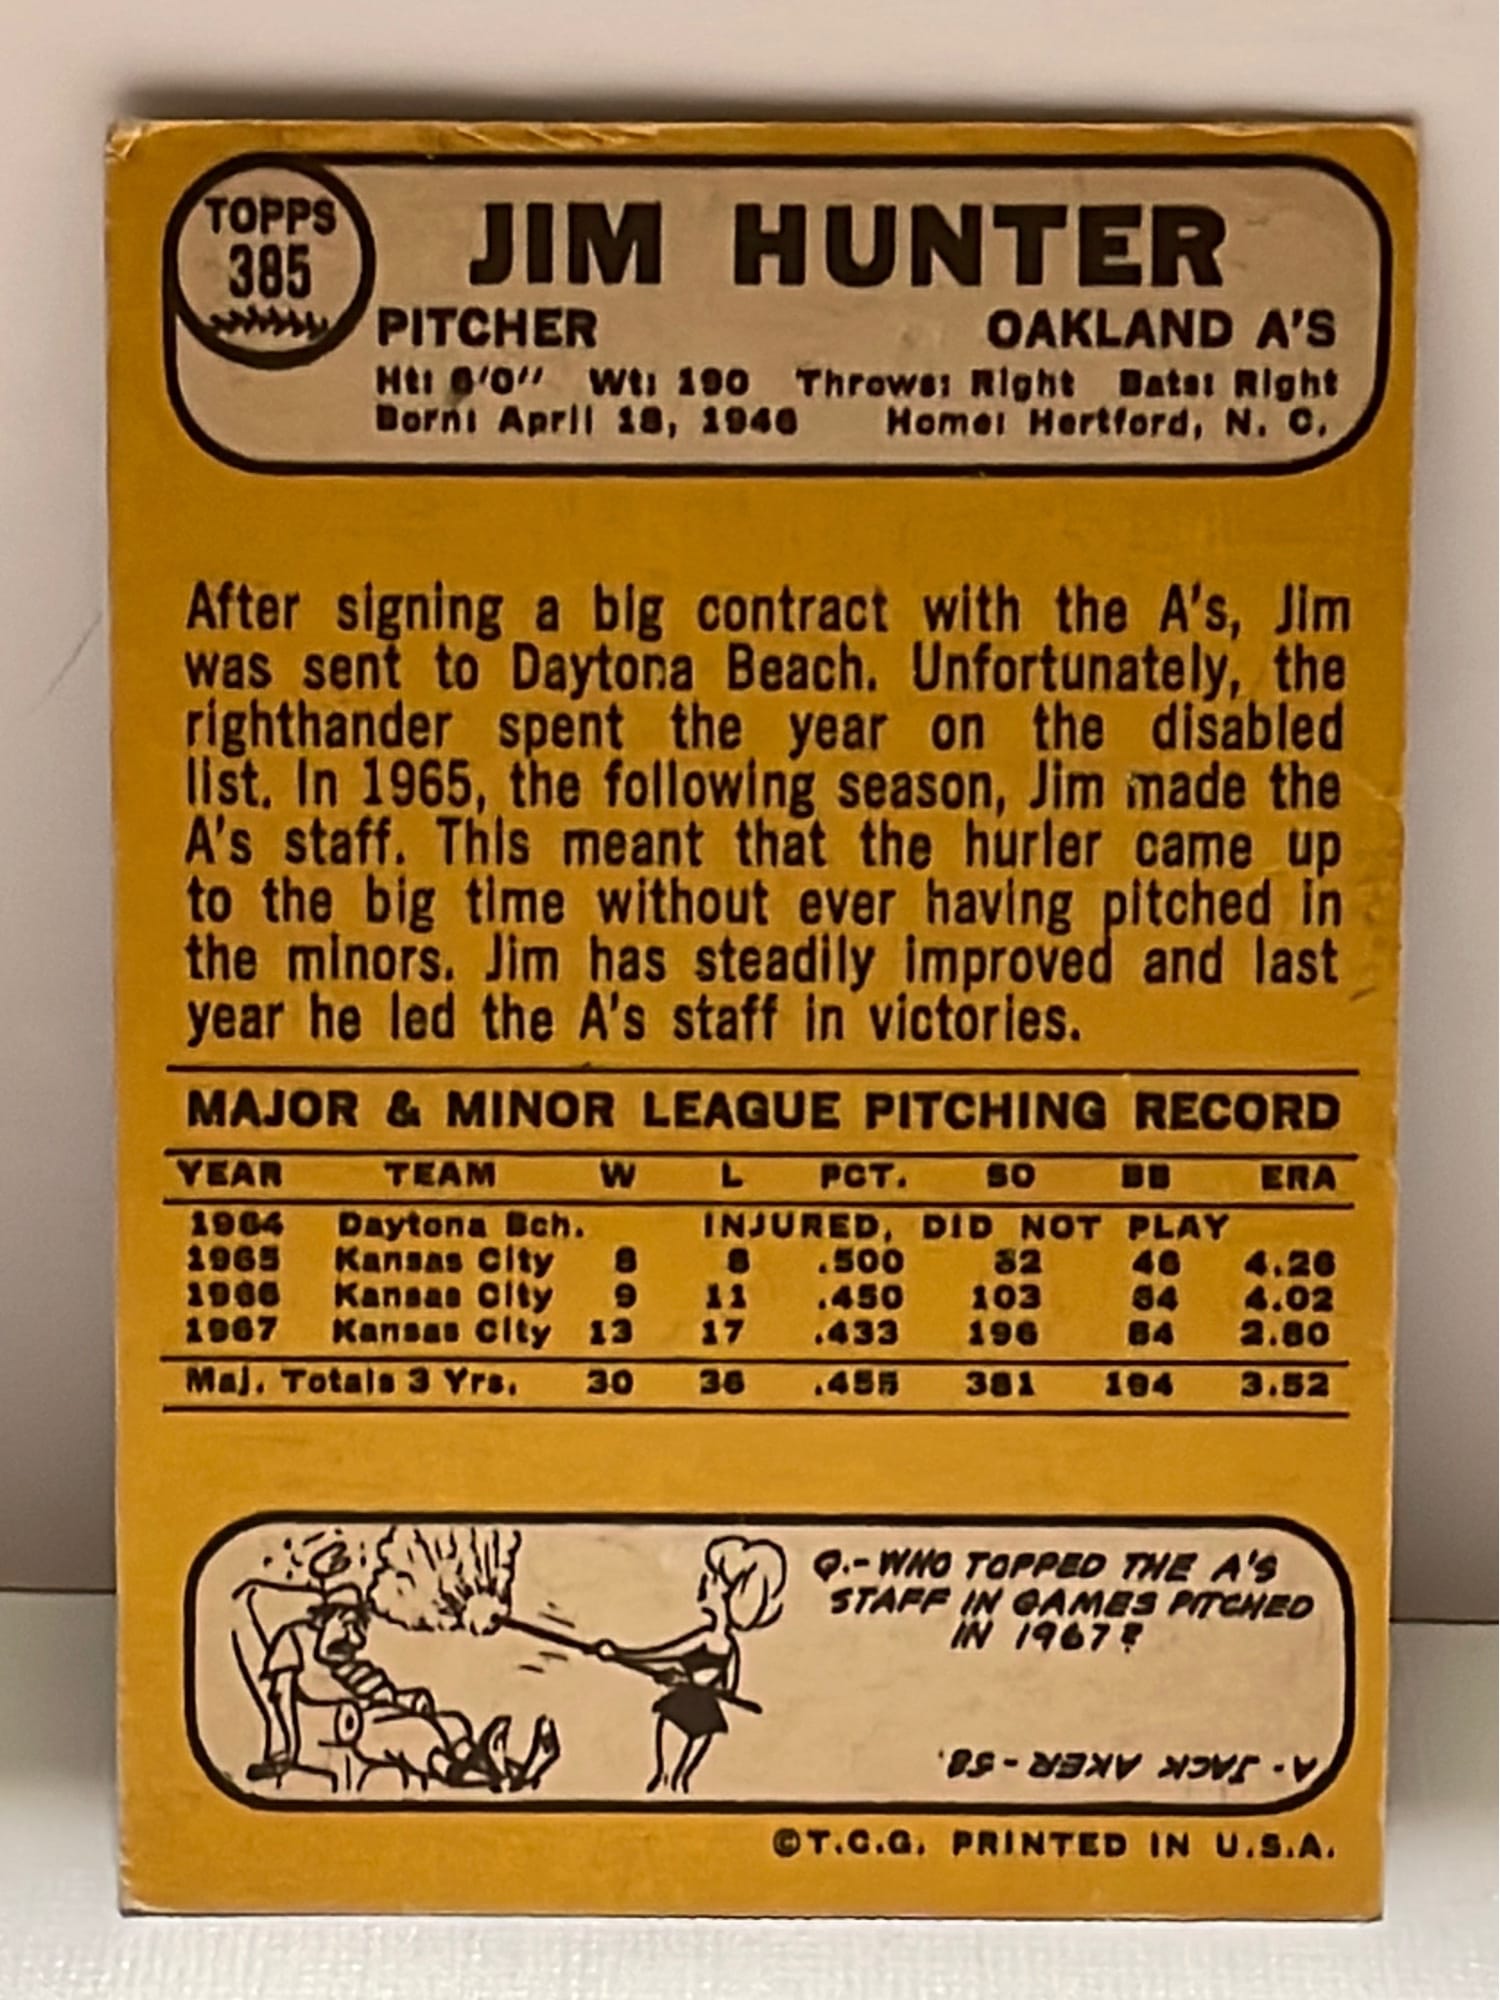 TOPPS
385
JIM HUNTER
PITCHER OAKLAND A'S
Ht: 6'0" Wt: 190 Throws: Right Bats: Right
Born: April 18, 1946 Home: Hertford, N. C.
After signing a big contract with the A's, Jim
was sent to Daytona Beach. Unfortunately, the
righthander spent the year on the disabled
list. In 1965, the following season, Jim made the
A's staff. This meant that the hurler came up
to the big time without ever having pitched in
the minors. Jim has steadily improved and last
year he led the A's staff in victories.
MAJOR & MINOR LEAGUE PITCHING RECORD
YEAR TEAM W L PCT. SO BB ERA
1964 Daytona Bch. INJURED, DID NOT PLAY
1965 Kansas City 8 8 .500 82 46 4.26
1966 Kansas City 9 11 .450 103 64 4.02
1967 Kansas City 13 17 .433 196 84 2.80
Maj. Totals 3 Yrs. 30 36 .455 381 194 3.52
Q.-WHO TOPPED THE A'S
STAFF IN GAMES PITCHED
IN 1967?
A.-JACK AKER-58.
©T.C.G. PRINTED IN U.S.A.